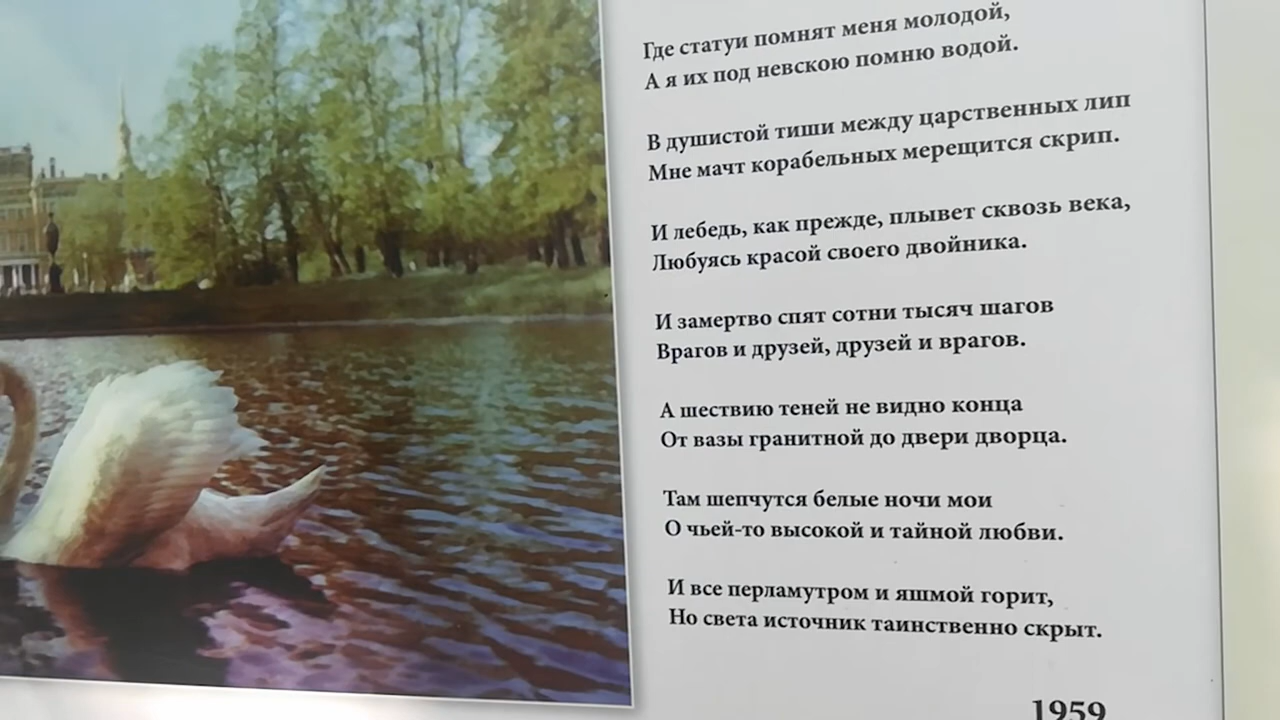 Где статуи помнят меня молодой,
А я их под невскою помню водой.
В душистой тиши между царственных лип
Мне мачт корабельных мерещится скрип.
И лебедь, как прежде, плывет сквозь века,
Любуясь красой своего двойника.
И замертво спят сотни тысяч шагов
Врагов и друзей, друзей и врагов.
А шествию теней не видно конца
От вазы гранитной до двери дворца.
Там шепчутся белые ночи мои
О чьей-то высокой и тайной любви.
И все перламутром и яшмой горит,
Но света источник таинственно скрыт.
1959